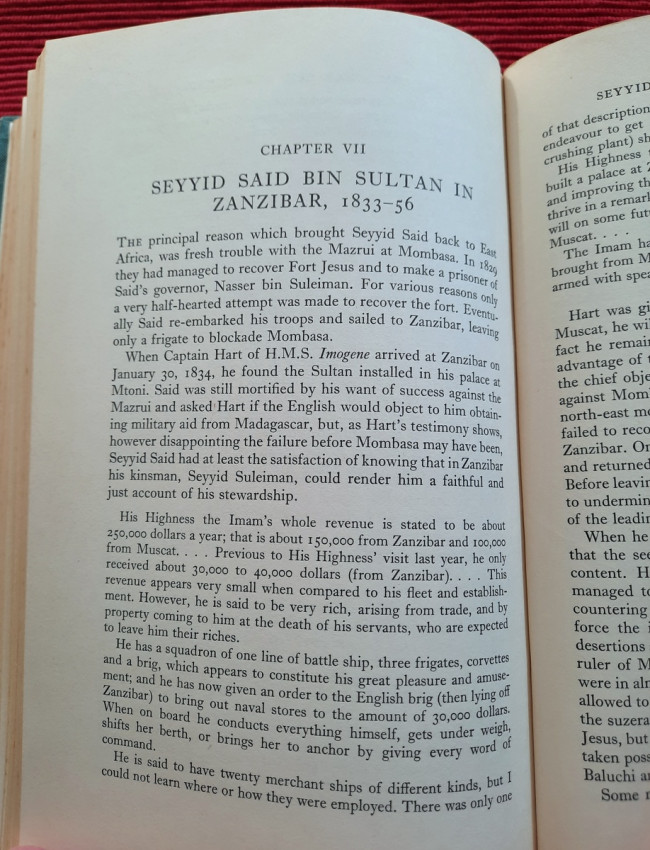 CHAPTER VII
SEYYID SAID BIN SULTAN IN
ZANZIBAR, 1833–56
THE principal reason which brought Seyyid Said back to East
Africa, was fresh trouble with the Mazrui at Mombasa. In 1829
they had managed to recover Fort Jesus and to make a prisoner of
Said's governor, Nasser bin Suleiman. For various reasons only
a very half-hearted attempt was made to recover the fort. Eventu-
ally Said re-embarked his troops and sailed to Zanzibar, leaving
only a frigate to blockade Mombasa.
When Captain Hart of H.M.S. Imogene arrived at Zanzibar on
January 30, 1834, he found the Sultan installed in his palace at
Mtoni. Said was still mortified by his want of success against the
Mazrui and asked Hart if the English would object to him obtain-
ing military aid from Madagascar, but, as Hart's testimony shows,
however disappointing the failure before Mombasa may have been,
Seyyid Said had at least the satisfaction of knowing that in Zanzibar
his kinsman, Seyyid Suleiman, could render him a faithful and
just account of his stewardship.
His Highness the Imam's whole revenue is stated to be about
250,000 dollars a year; that is about 150,000 from Zanzibar and 100,000
from Muscat. . . . Previous to His Highness' visit last year, he only
received about 30,000 to 40,000 dollars (from Zanzibar). . . . This
revenue appears very small when compared to his fleet and establish-
ment. However, he is said to be very rich, arising from trade, and by
property coming to him at the death of his servants, who are expected
to leave him their riches.
He has a squadron of one line of battle ship, three frigates, corvettes
and a brig, which appears to constitute his great pleasure and amuse-
ment; and he has now given an order to the English brig (then lying off
Zanzibar) to bring out naval stores to the amount of 30,000 dollars.
When on board he conducts everything himself, gets under weigh,
shifts her berth, or brings her to anchor by giving every word of
command.
He is said to have twenty merchant ships of different kinds, but I
could not learn where or how they were employed. There was only one
SEYYID
of that description
endeavour to get
crushing plant) sh
His Highness
built a palace at Z
and improving th
thrive in a remark
will on some futu
Muscat. . . .
The Imam ha
brought from M
armed with spea
Hart was gi
Muscat, he wil
fact he remain
advantage of t
the chief obje
against Mom
north-east mo
failed to reco
Zanzibar. On
and returned
Before leavin
to undermin
of the leadin
When he
that the see
content. H
managed to
countering
force the i
desertions
ruler of M
were in alm
allowed to
the suzera
Jesus, but
taken poss
Baluchi a
Some r